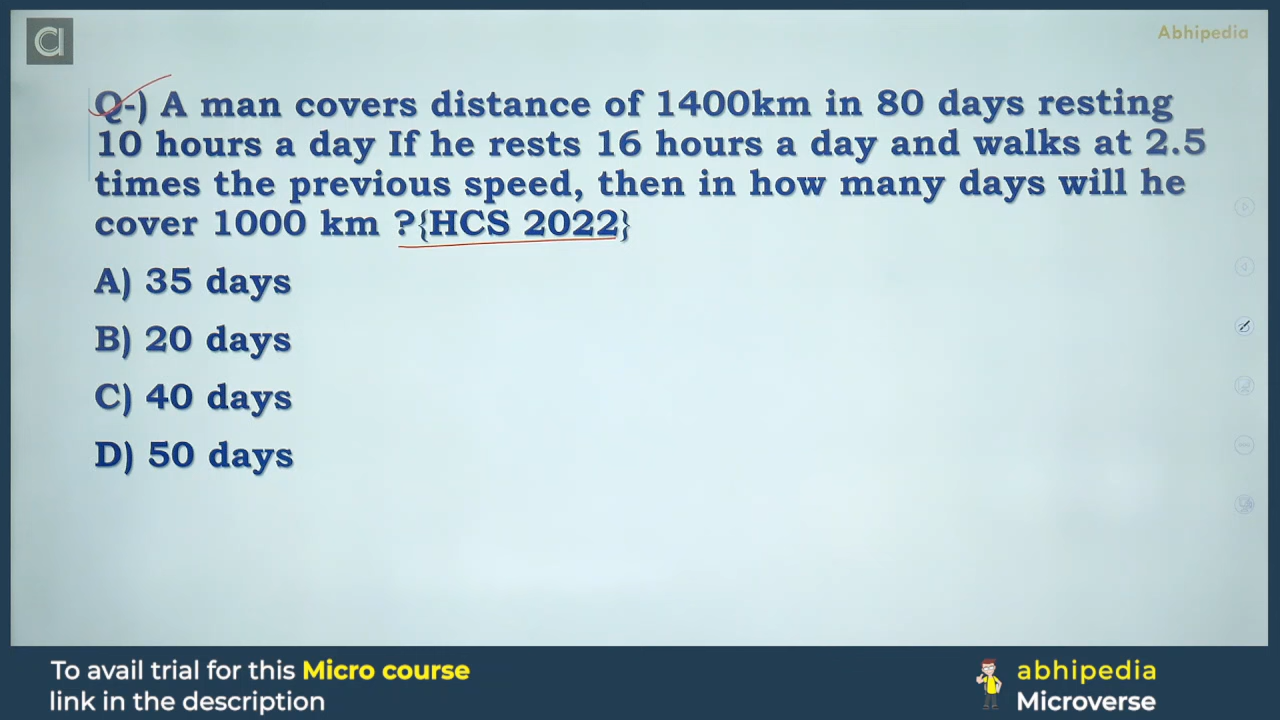 a
Abhipedia
Q-) A man covers distance of 1400km in 80 days resting
10 hours a day If he rests 16 hours a day and walks at 2.5
times the previous speed, then in how many days will he
cover 1000 km ?{HCS 2022}
A) 35 days
B) 20 days
C) 40 days
D) 50 days
To avail trial for this Micro course
link in the description
abhipedia
Microverse